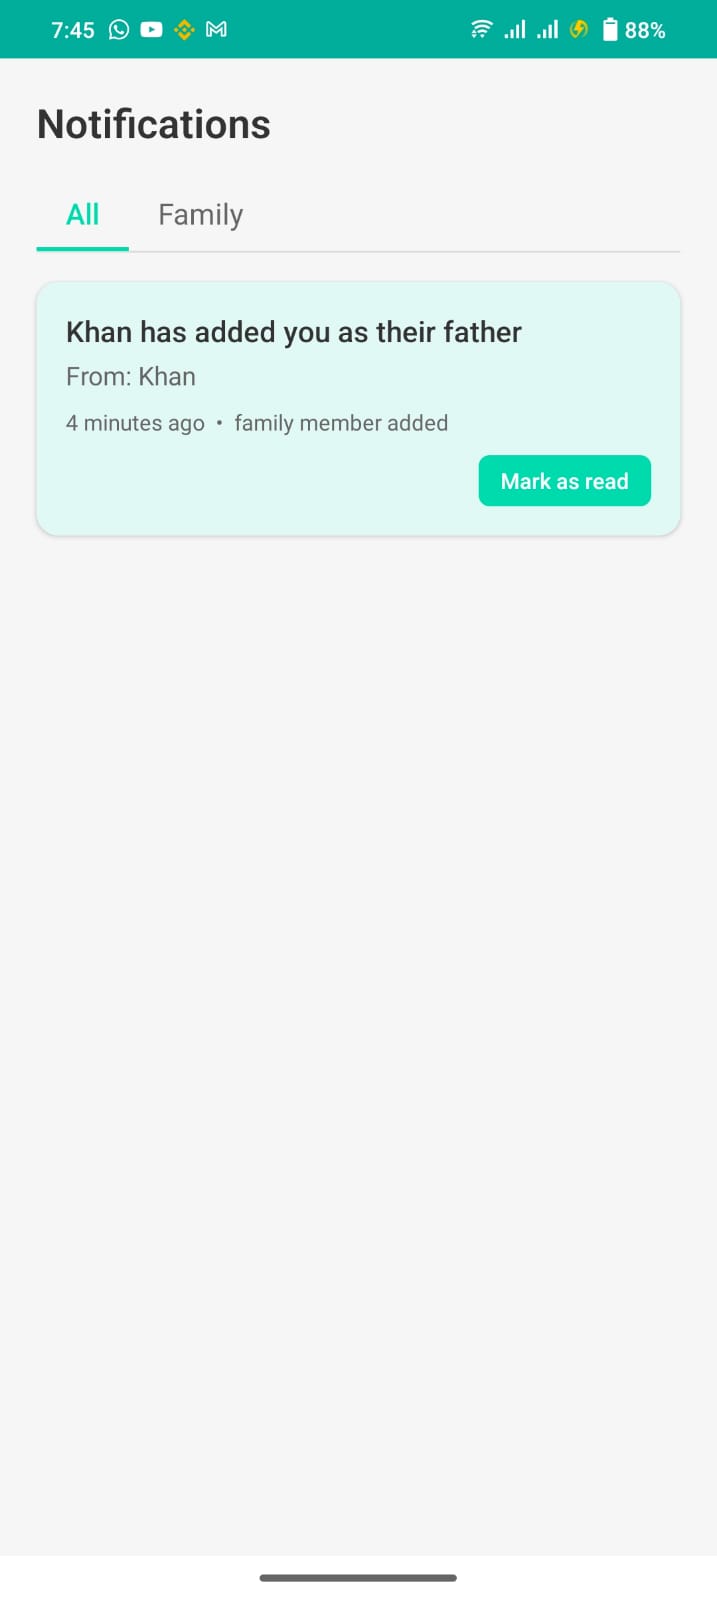 7:45 88%
Notifications
All Family
Khan has added you as their father
From: Khan
4 minutes ago • family member added
Mark as read